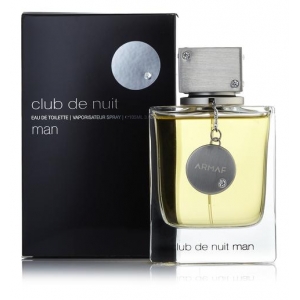 club de nuit
EAU DE TOILETTE | VAPORISATEUR SPRAY |
man
ARMAF
club de nuit man